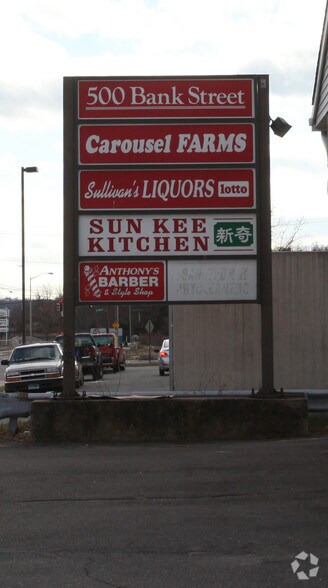 500 Bank Street
Carousel FARMS
Sullivan's LIQUORS lotto
SUN KEE
KITCHEN 新奇
ANTHONY'S
BARBER
& Style Shop